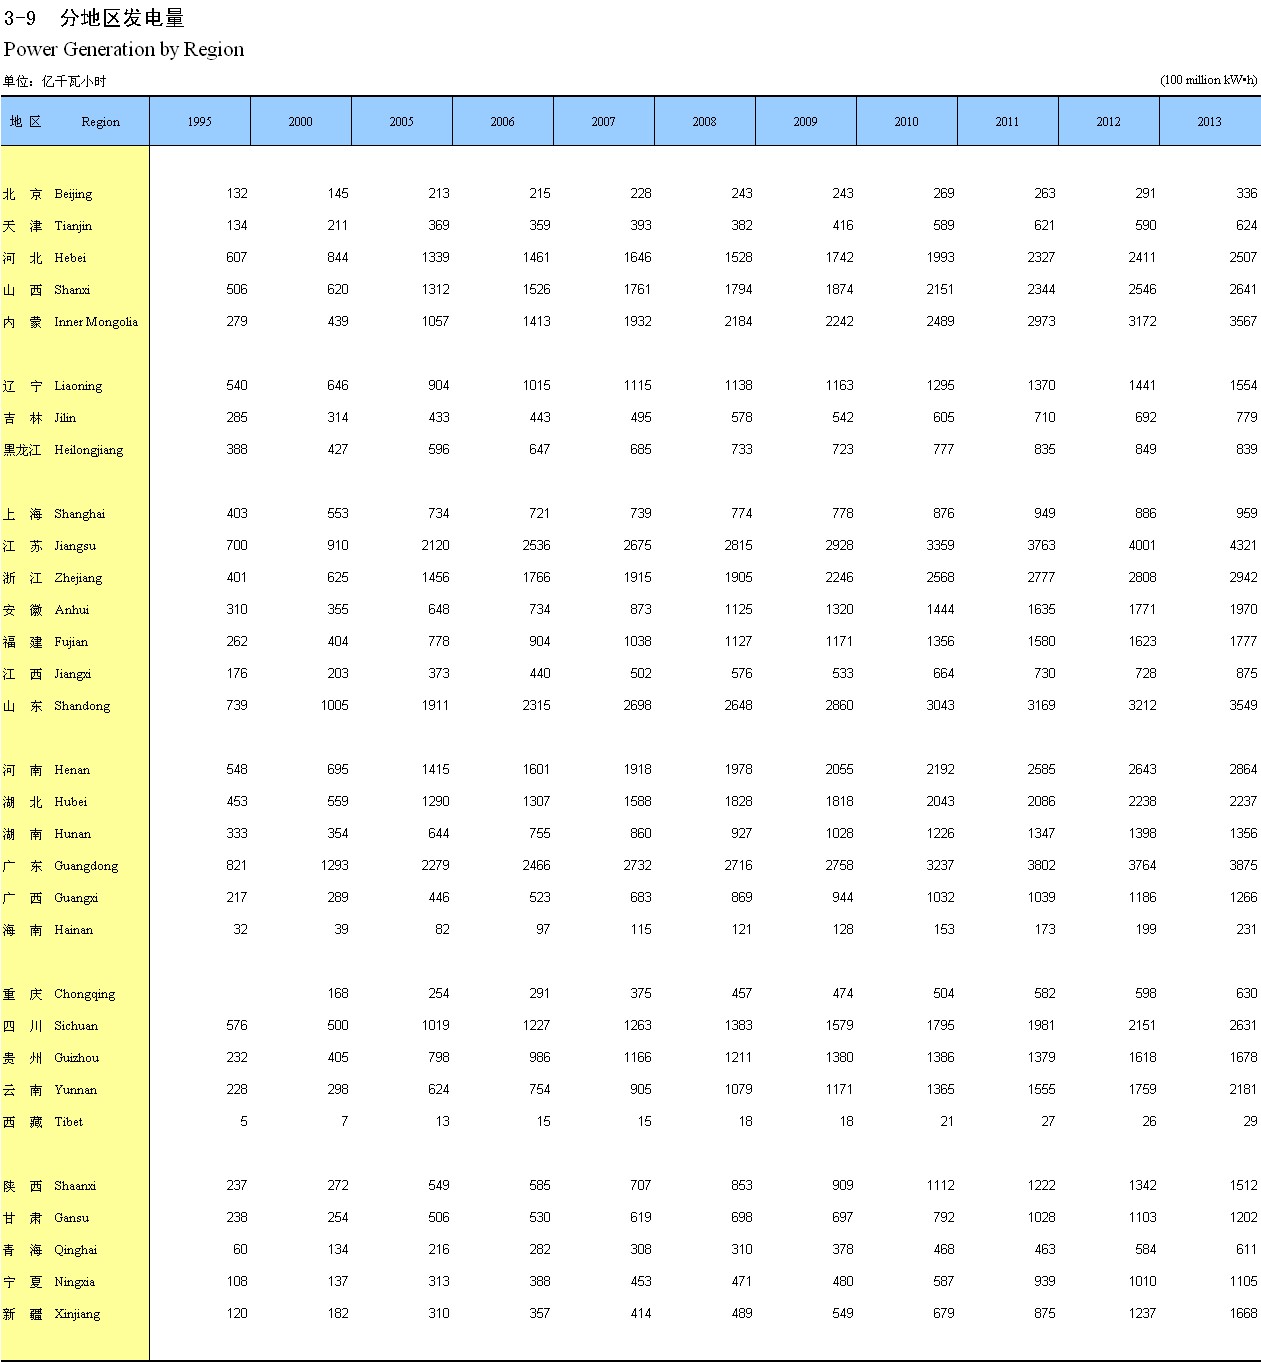 3-9 分地区发电量
Power Generation by Region
单位：亿千瓦小时 (100 million kW•h)
地 区 Region 1995 2000 2005 2006 2007 2008 2009 2010 2011 2012 2013
北 京 Beijing 132 145 213 215 228 243 243 269 263 291 336
天 津 Tianjin 134 211 369 359 393 382 416 589 621 590 624
河 北 Hebei 607 844 1339 1461 1646 1528 1742 1993 2327 2411 2507
山 西 Shanxi 506 620 1312 1526 1761 1794 1874 2151 2344 2546 2641
内 蒙 Inner Mongolia 279 439 1057 1413 1932 2184 2242 2489 2973 3172 3567
辽 宁 Liaoning 540 646 904 1015 1115 1138 1163 1295 1370 1441 1554
吉 林 Jilin 285 314 433 443 495 578 542 605 710 692 779
黑龙江 Heilongjiang 388 427 596 647 685 733 723 777 835 849 839
上 海 Shanghai 403 553 734 721 739 774 778 876 949 886 959
江 苏 Jiangsu 700 910 2120 2536 2675 2815 2928 3359 3763 4001 4321
浙 江 Zhejiang 401 625 1456 1766 1915 1905 2246 2568 2777 2808 2942
安 徽 Anhui 310 355 648 734 873 1125 1320 1444 1635 1771 1970
福 建 Fujian 262 404 778 904 1038 1127 1171 1356 1580 1623 1777
江 西 Jiangxi 176 203 373 440 502 576 533 664 730 728 875
山 东 Shandong 739 1005 1911 2315 2698 2648 2860 3043 3169 3212 3549
河 南 Henan 548 695 1415 1601 1918 1978 2055 2192 2585 2643 2864
湖 北 Hubei 453 559 1290 1307 1588 1828 1818 2043 2086 2238 2237
湖 南 Hunan 333 354 644 755 860 927 1028 1226 1347 1398 1356
广 东 Guangdong 821 1293 2279 2466 2732 2716 2758 3237 3802 3764 3875
广 西 Guangxi 217 289 446 523 683 869 944 1032 1039 1186 1266
海 南 Hainan 32 39 82 97 115 121 128 153 173 199 231
重 庆 Chongqing 168 254 291 375 457 474 504 582 598 630
四 川 Sichuan 576 500 1019 1227 1263 1383 1579 1795 1981 2151 2631
贵 州 Guizhou 232 405 798 986 1166 1211 1380 1386 1379 1618 1678
云 南 Yunnan 228 298 624 754 905 1079 1171 1365 1555 1759 2181
西 藏 Tibet 5 7 13 15 15 18 18 21 27 26 29
陕 西 Shaanxi 237 272 549 585 707 853 909 1112 1222 1342 1512
甘 肃 Gansu 238 254 506 530 619 698 697 792 1028 1103 1202
青 海 Qinghai 60 134 216 282 308 310 378 468 463 584 611
宁 夏 Ningxia 108 137 313 388 453 471 480 587 939 1010 1105
新 疆 Xinjiang 120 182 310 357 414 489 549 679 875 1237 1668